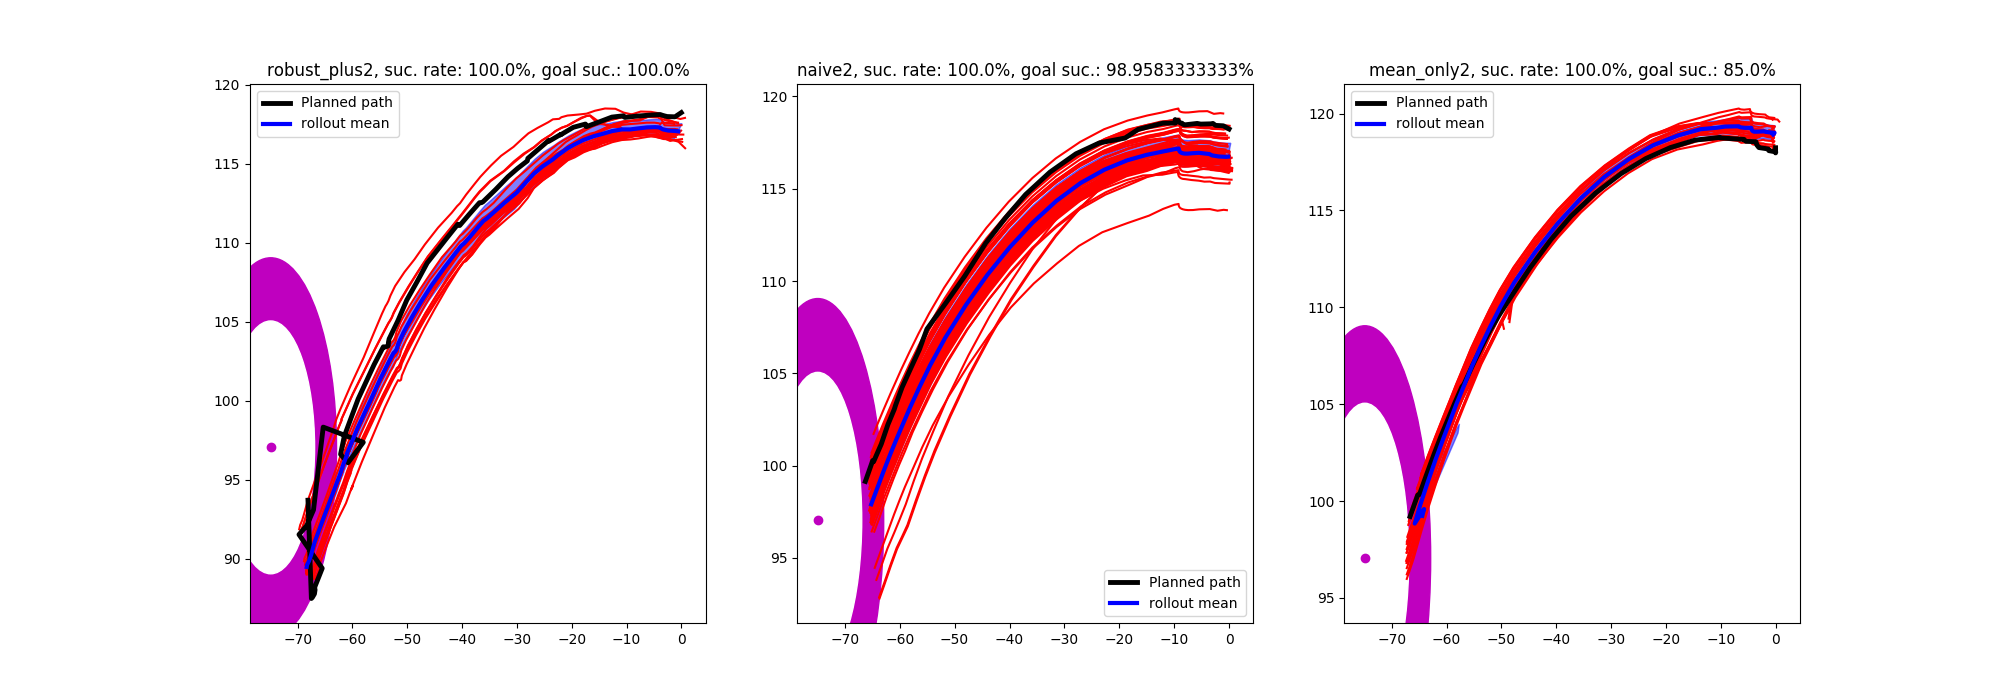 robust_plus2, suc. rate: 100.0%, goal suc.: 100.0%
Planned path
rollout mean
120
115
110
105
100
95
90
−70 −60 −50 −40 −30 −20 −10 0
naive2, suc. rate: 100.0%, goal suc.: 98.9583333333%
120
115
110
105
100
95
Planned path
rollout mean
−70 −60 −50 −40 −30 −20 −10 0
mean_only2, suc. rate: 100.0%, goal suc.: 85.0%
Planned path
rollout mean
120
115
110
105
100
95
−70 −60 −50 −40 −30 −20 −10 0